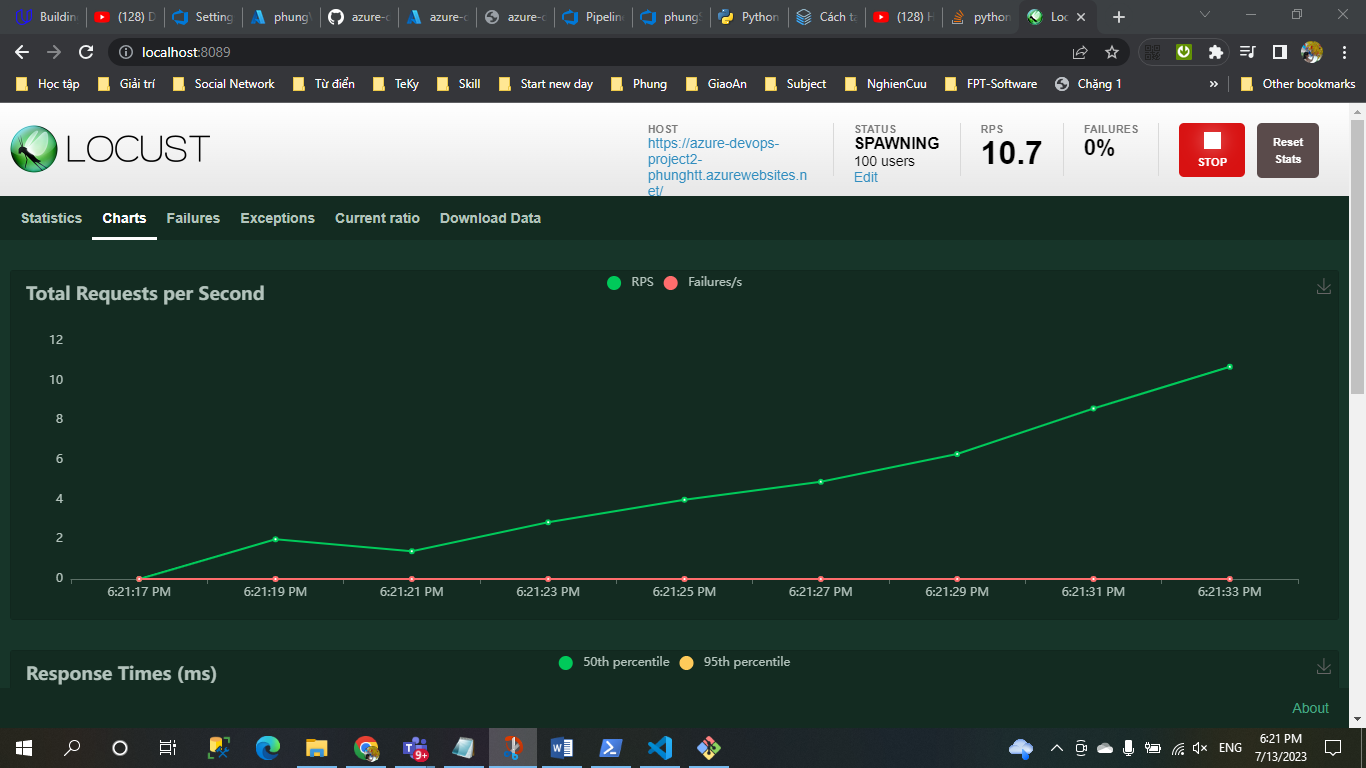 Building
(128) D
Setting
phungV
azure-c
azure-c
azure-c
Pipeline
phungS
Python
Cách tạ
(128) H
python
Loc
localhost:8089
Học tập
Giải trí
Social Network
Từ điển
TeKy
Skill
Start new day
Phung
GiaoAn
Subject
NghienCuu
FPT-Software
Chặng 1
»
Other bookmarks
LOCUST
HOST
https://azure-devops-
project2-
phunghtt.azurewebsites.n
et/
STATUS
SPAWNING
100 users
Edit
RPS
10.7
FAILURES
0%
STOP
Reset
Stats
Statistics
Charts
Failures
Exceptions
Current ratio
Download Data
Total Requests per Second
RPS
Failures/s
12
10
8
6
4
2
0
6:21:17 PM
6:21:19 PM
6:21:21 PM
6:21:23 PM
6:21:25 PM
6:21:27 PM
6:21:29 PM
6:21:31 PM
6:21:33 PM
Response Times (ms)
50th percentile
95th percentile
About
9+
ENG
6:21 PM
7/13/2023